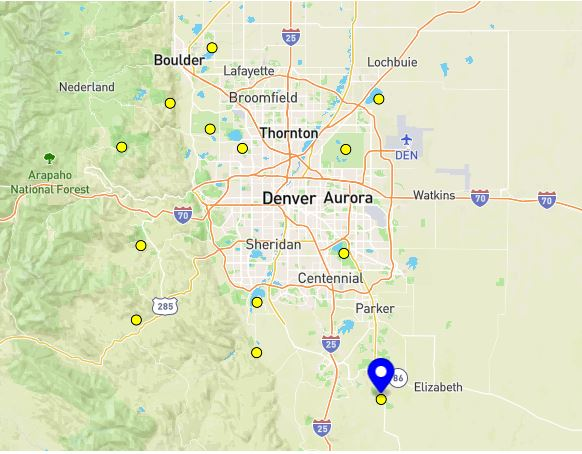 25
Boulder
Lochbuie
Lafayette
Nederland
Broomfield
Thornton
DEN
Arapaho
National Forest
Denver
Aurora
Watkins
70
70
70
Sheridan
Centennial
285
Parker
25
86
Elizabeth
25